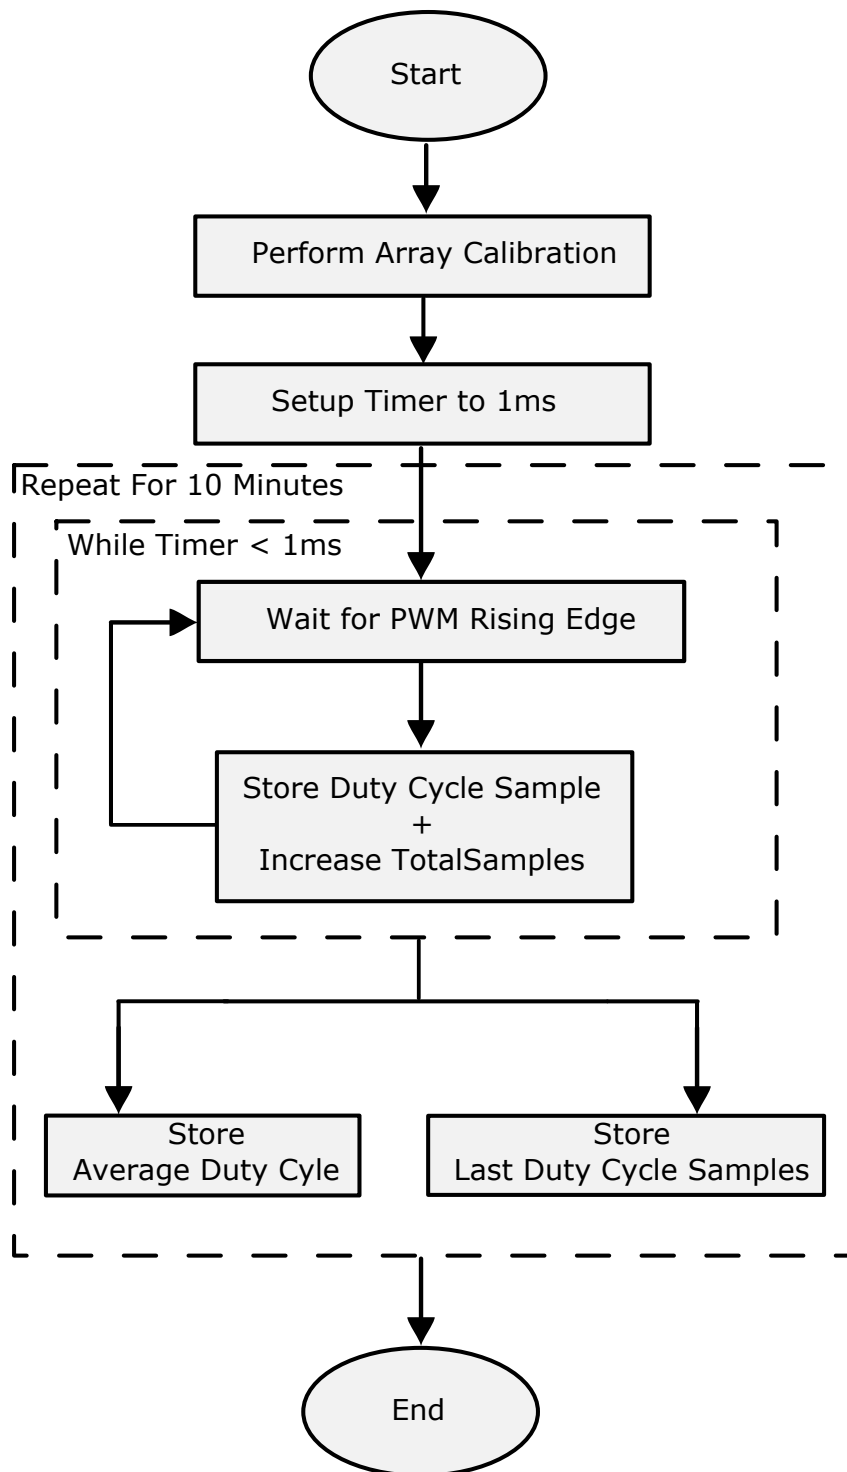 Start
Perform Array Calibration
Setup Timer to 1ms
Repeat For 10 Minutes
While Timer < 1ms
Wait for PWM Rising Edge
Store Duty Cycle Sample
+
Increase TotalSamples
Store
Average Duty Cyle
Store
Last Duty Cycle Samples
End